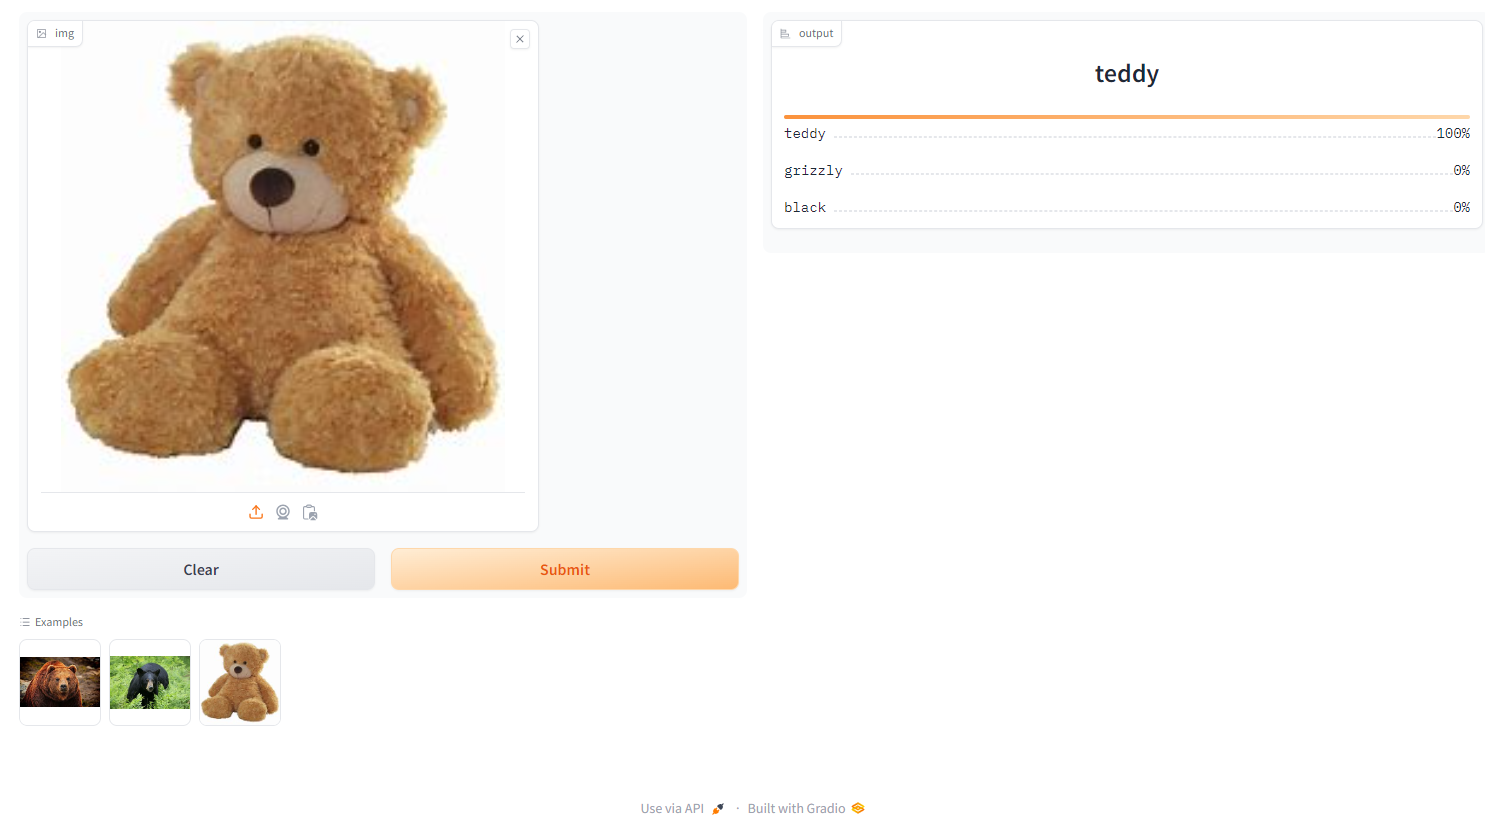 img
output
teddy
teddy 100%
grizzly 0%
black 0%
Clear
Submit
Examples
Use via API · Built with Gradio